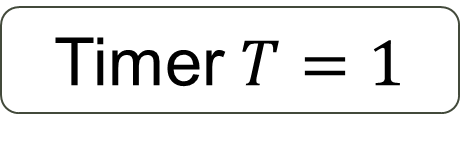 Timer T = 1